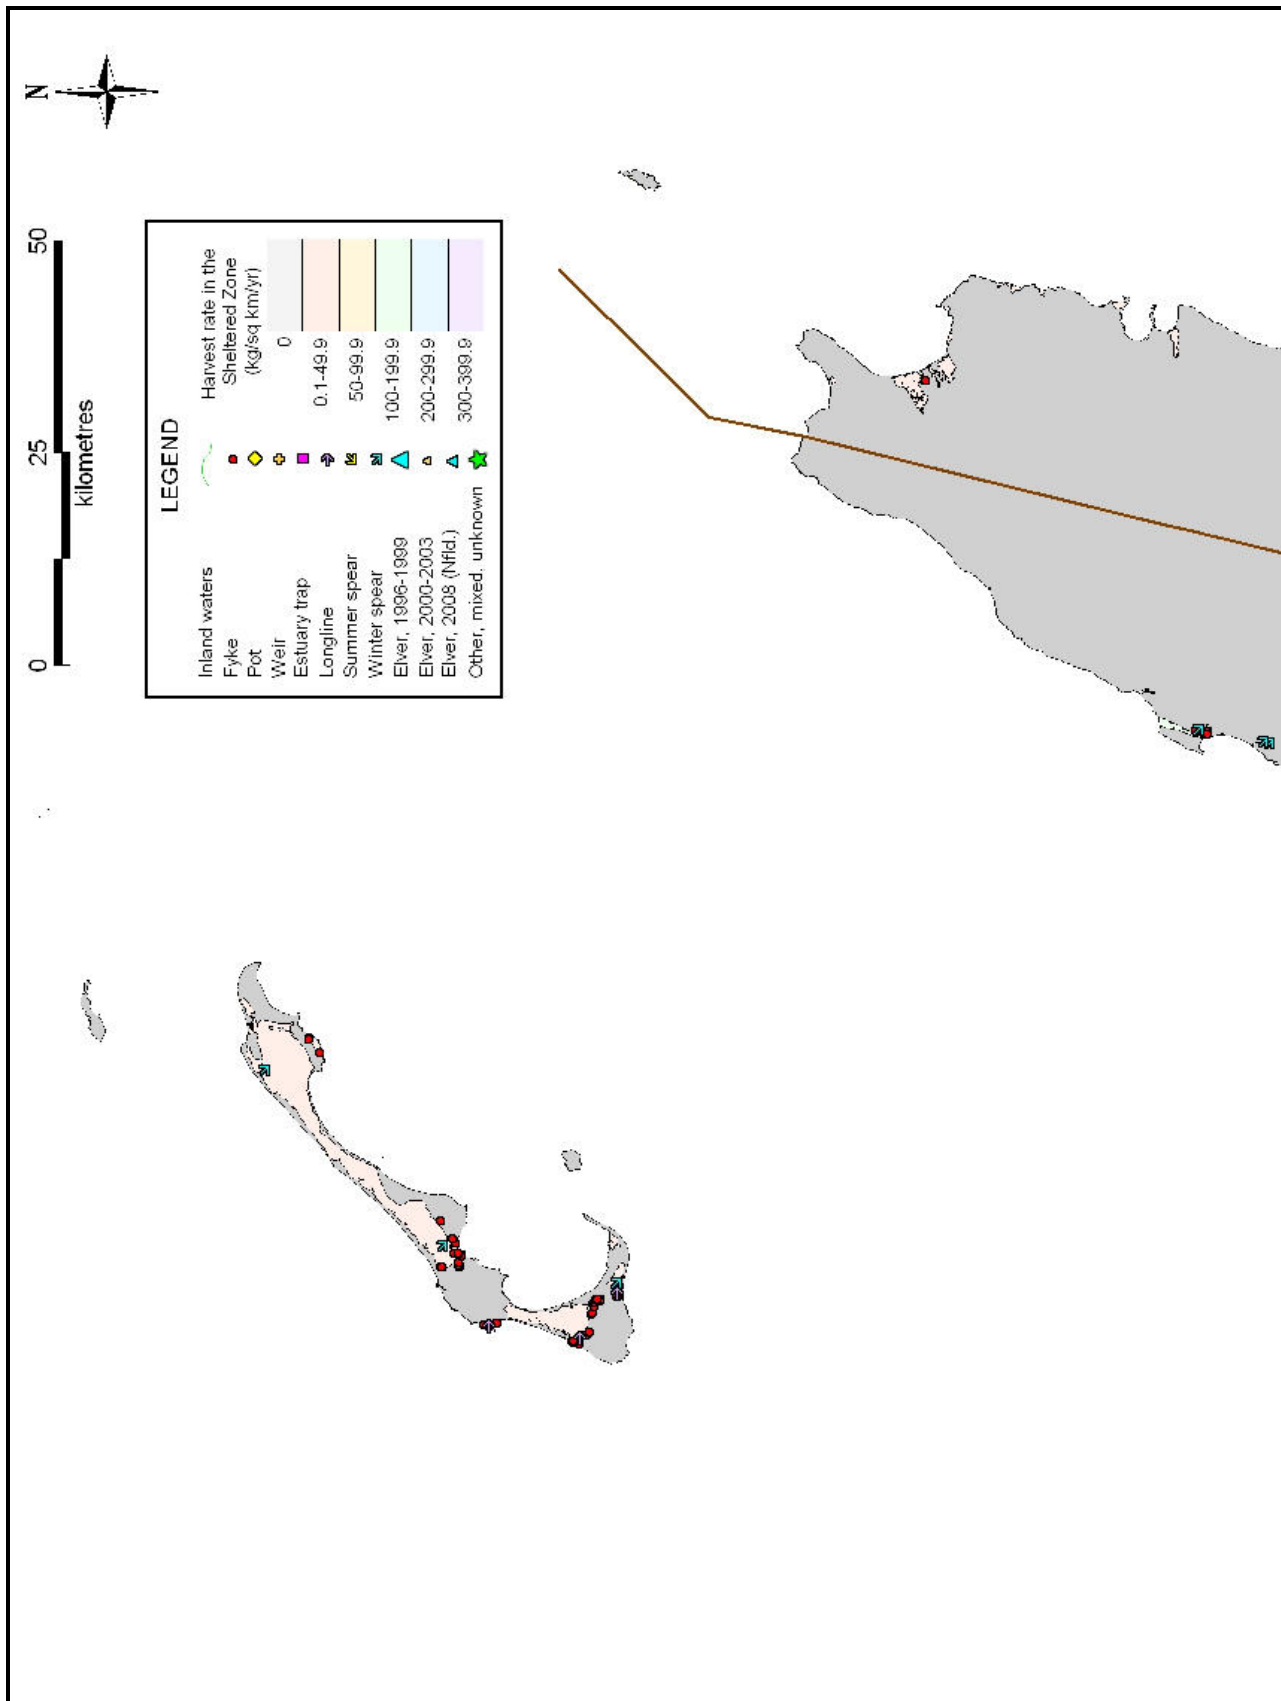 N
0 25 50
kilometres
LEGEND
Inland waters
Fyke
Pot
Weir
Estuary trap
Longline
Summer spear
Winter spear
Elver, 1996-1999
Elver, 2000-2003
Elver, 2008 (Nfld.)
Other, mixed. unknown
Harvest rate in the
Sheltered Zone
(kg/sq km/yr)
0
0.1-49.9
50-99.9
100-199.9
200-299.9
300-399.9